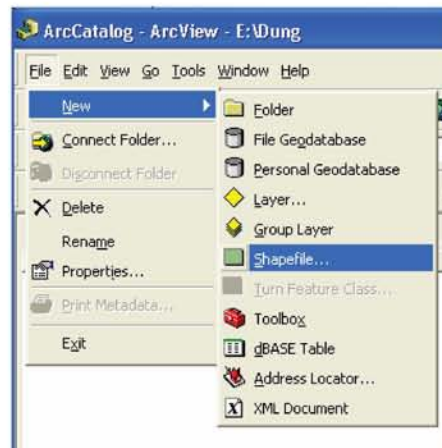 ArcCatalog - ArcView - E:\Dung
File Edit View Go Tools Window Help
New
Connect Folder...
Disconnect Folder
Delete
Rename
Properties...
Print Metadata...
Exit
Folder
File Geodatabase
Personal Geodatabase
Layer...
Group Layer
Shapefile...
Turn Feature Class...
Toolbox
dBASE Table
Address Locator...
XML Document